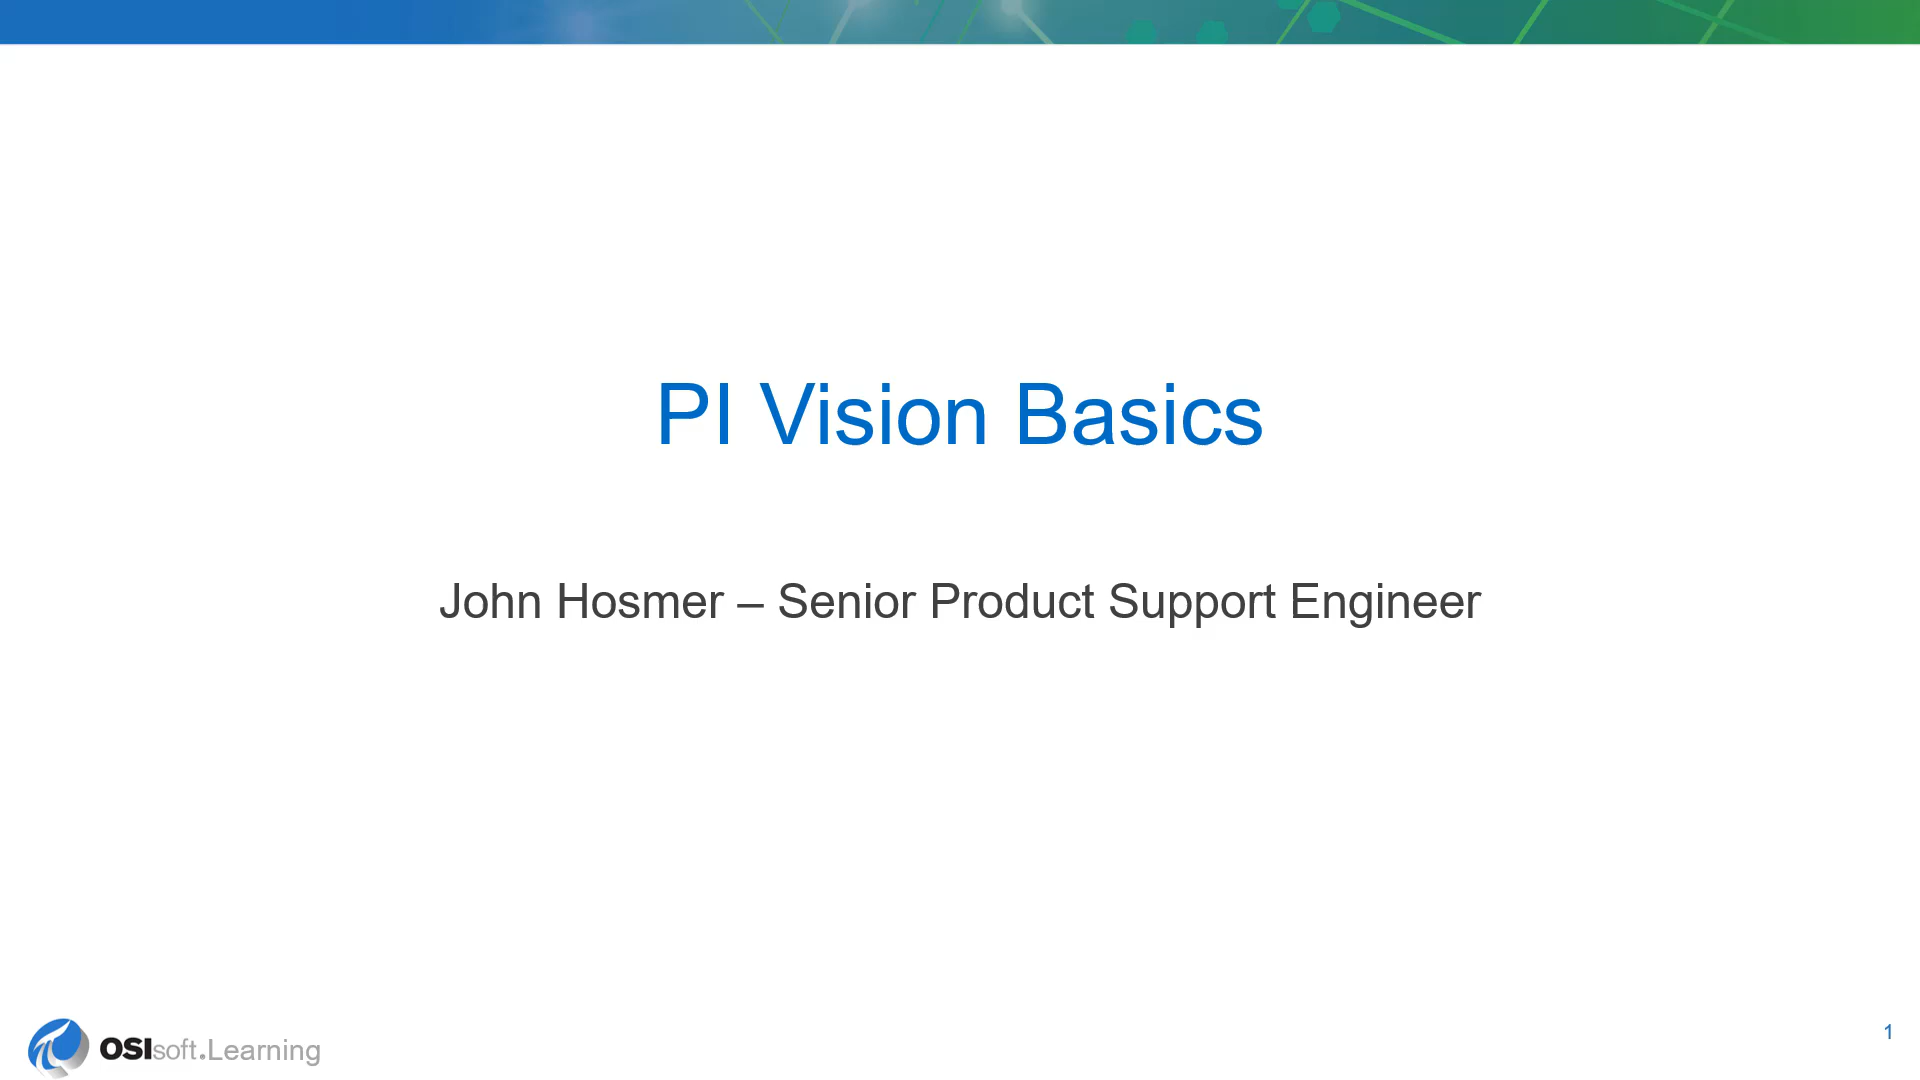 PI Vision Basics
John Hosmer – Senior Product Support Engineer
OSIsoft.Learning
1